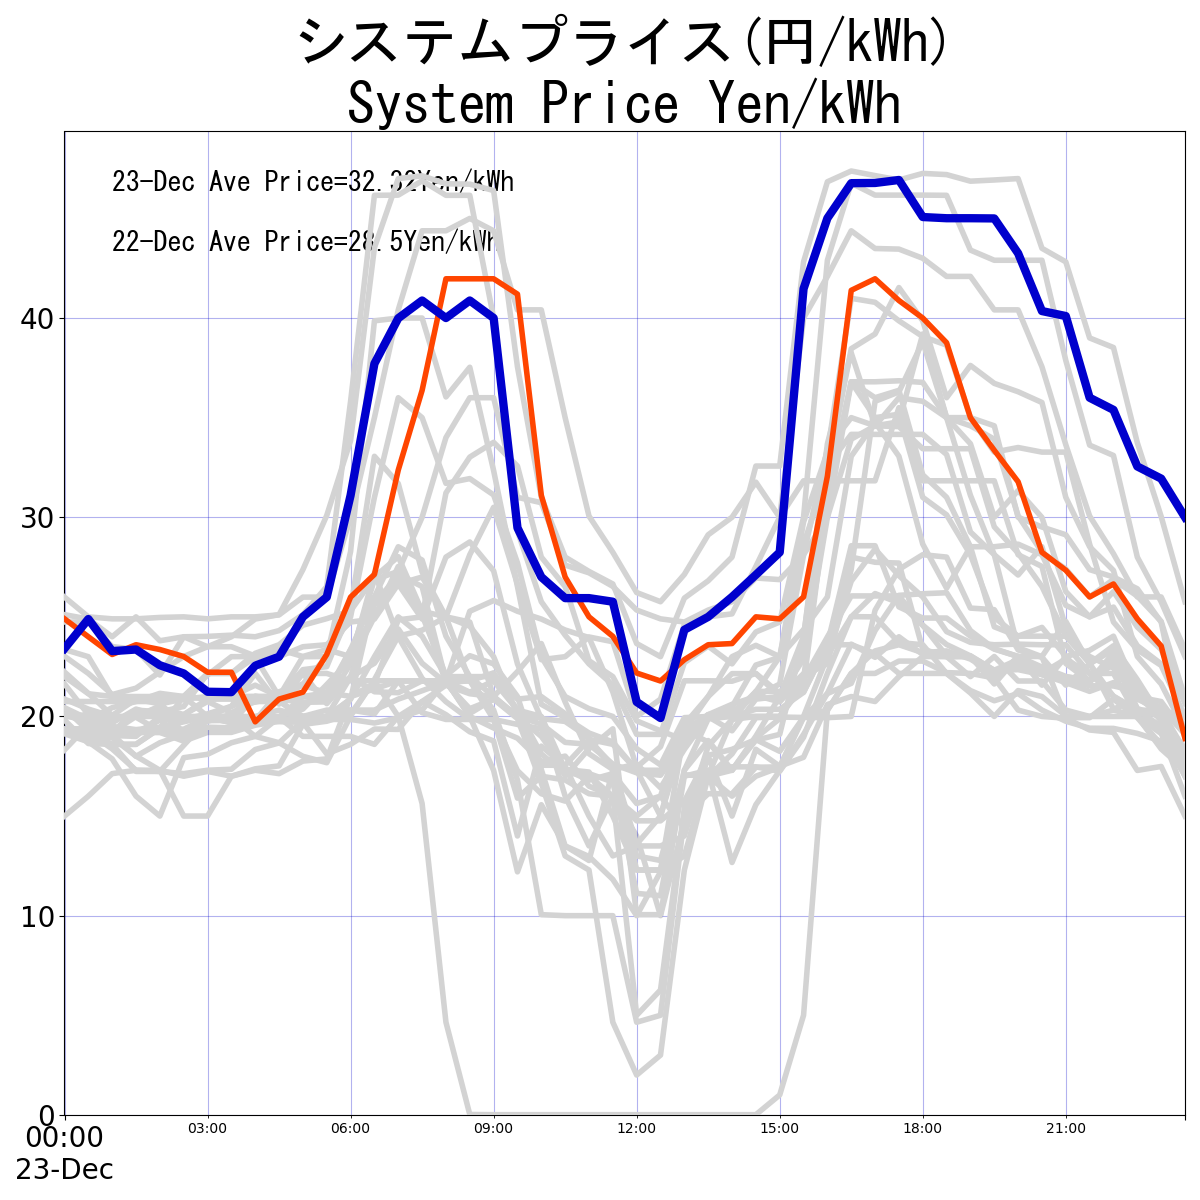 システムプライス(円/kWh)
System Price Yen/kWh
23-Dec Ave Price=32.32Yen/kWh
22-Dec Ave Price=28.5Yen/kWh
40
30
20
10
0
00:00 03:00 06:00 09:00 12:00 15:00 18:00 21:00
23-Dec